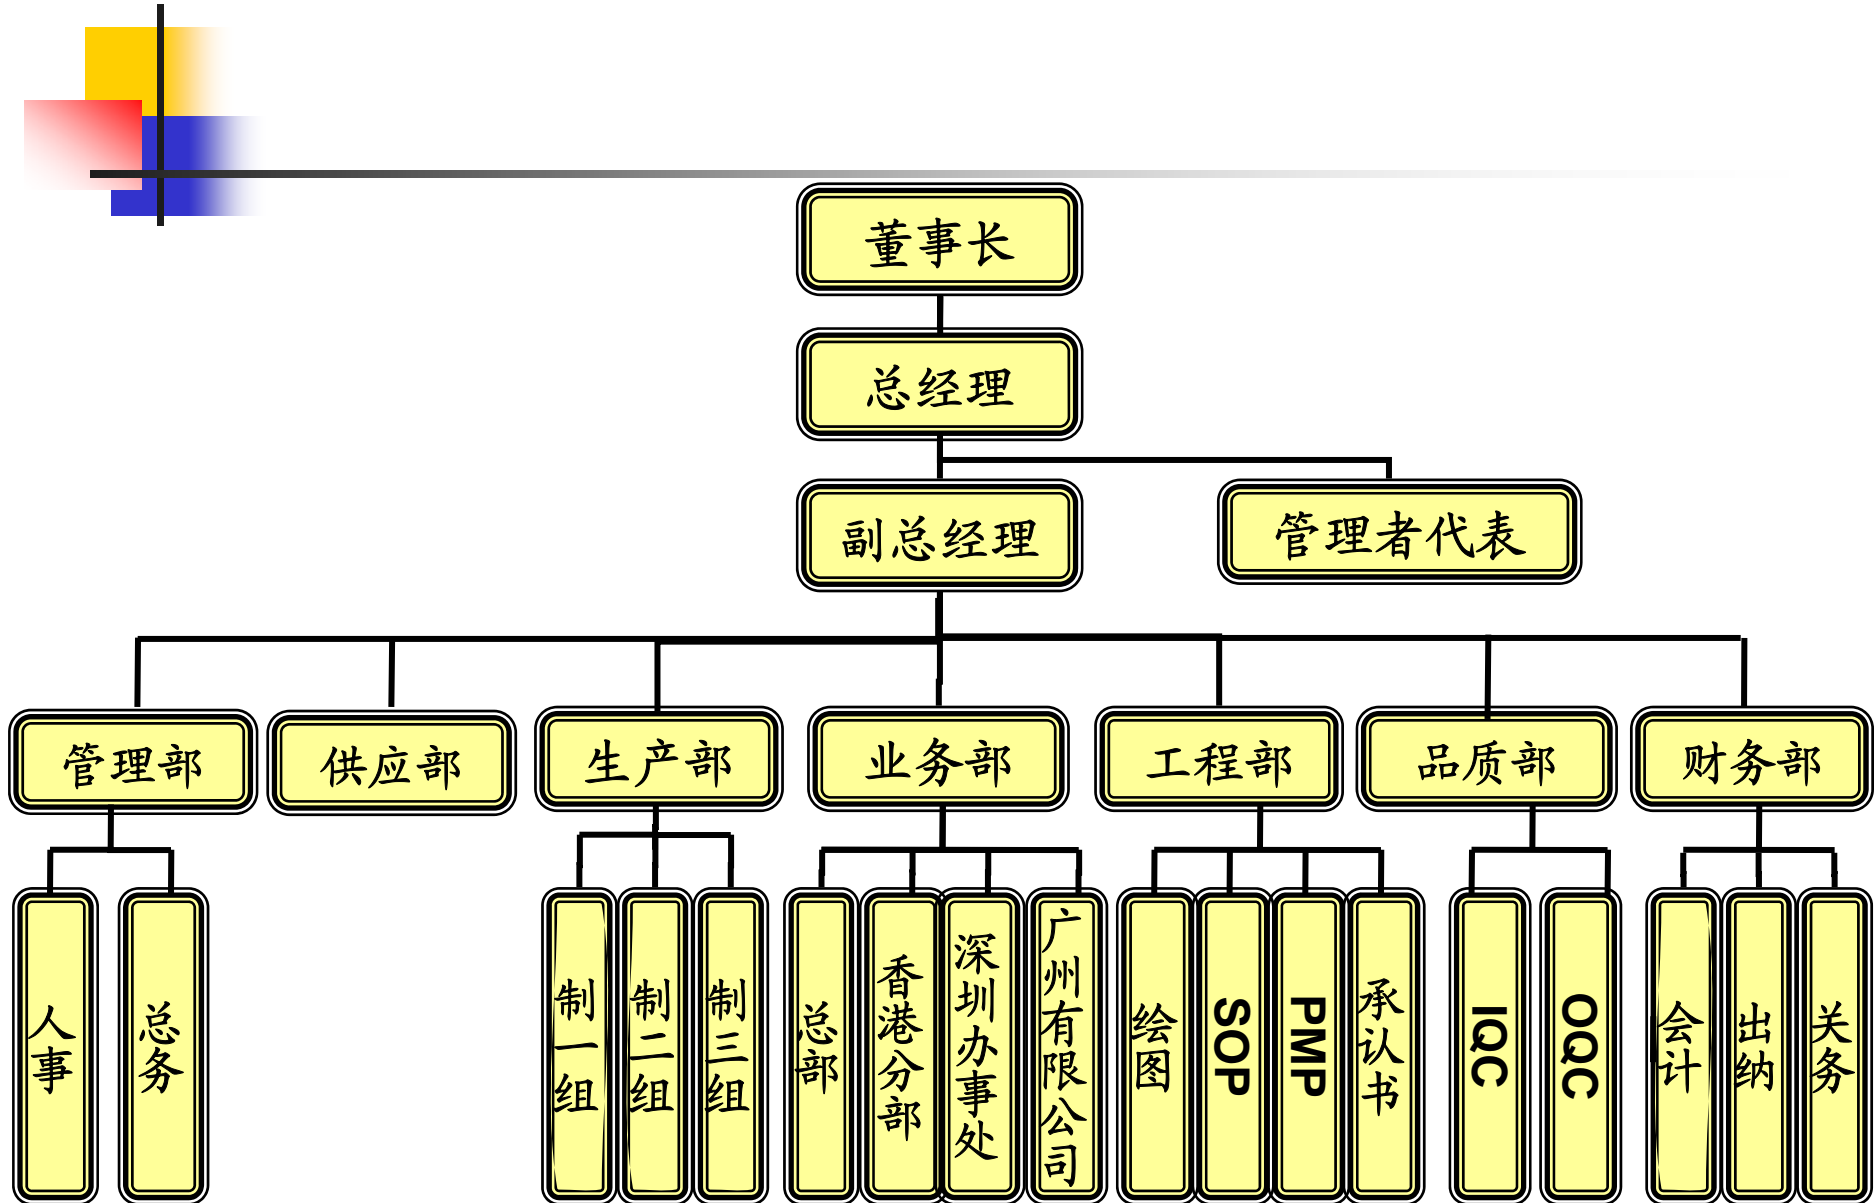 董事长
总经理
副总经理
管理者代表
管理部
供应部
生产部
业务部
工程部
品质部
财务部
人事
总务
制一组
制二组
制三组
总部
香港分部
深圳办事处
广州有限公司
绘图
SOP
PMP
承认书
IQC
OQC
会计
出纳
关务